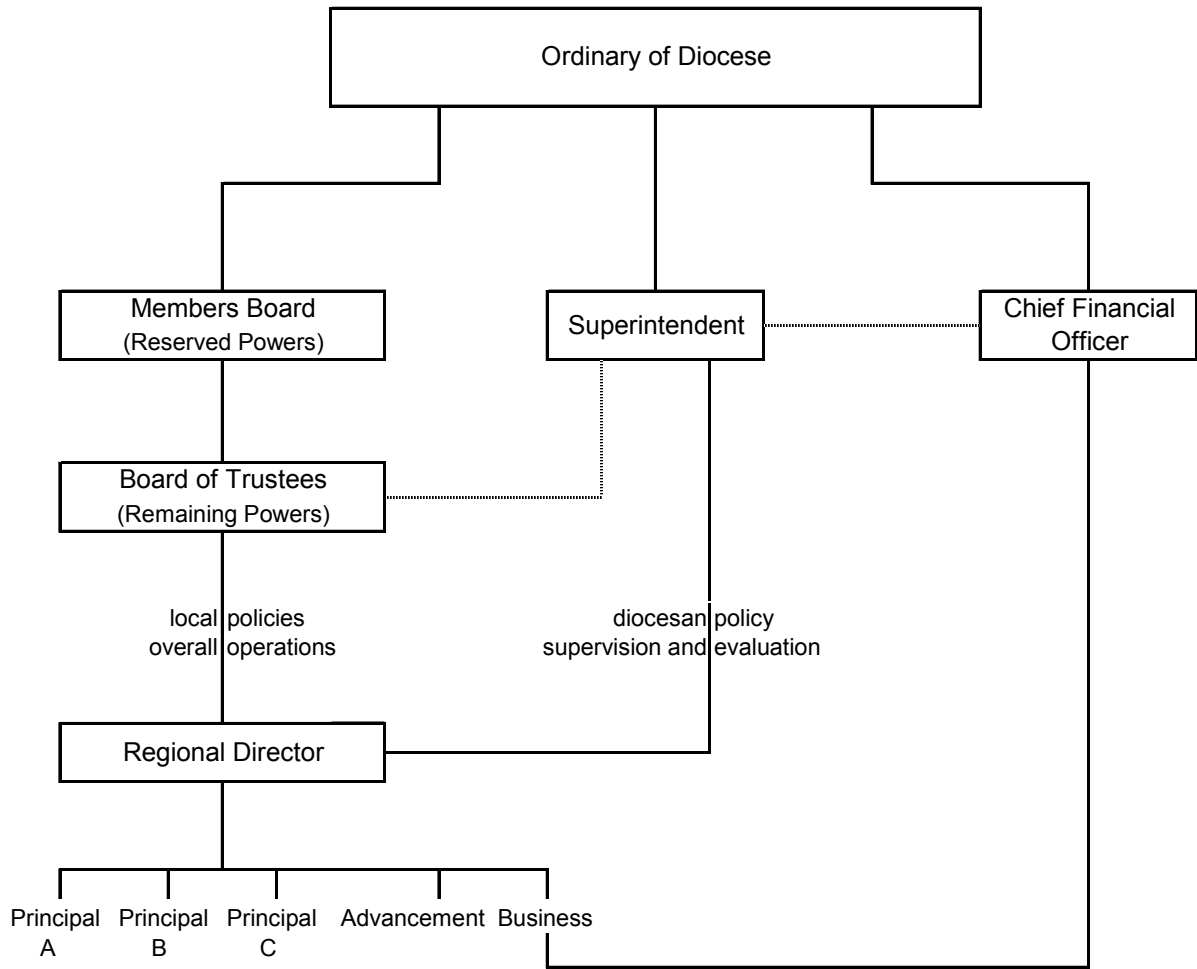 Ordinary of Diocese
Members Board
(Reserved Powers)
Superintendent
Chief Financial
Officer
Board of Trustees
(Remaining Powers)
local policies
overall operations
diocesan policy
supervision and evaluation
Regional Director
Principal
A
Principal
B
Principal
C
Advancement
Business